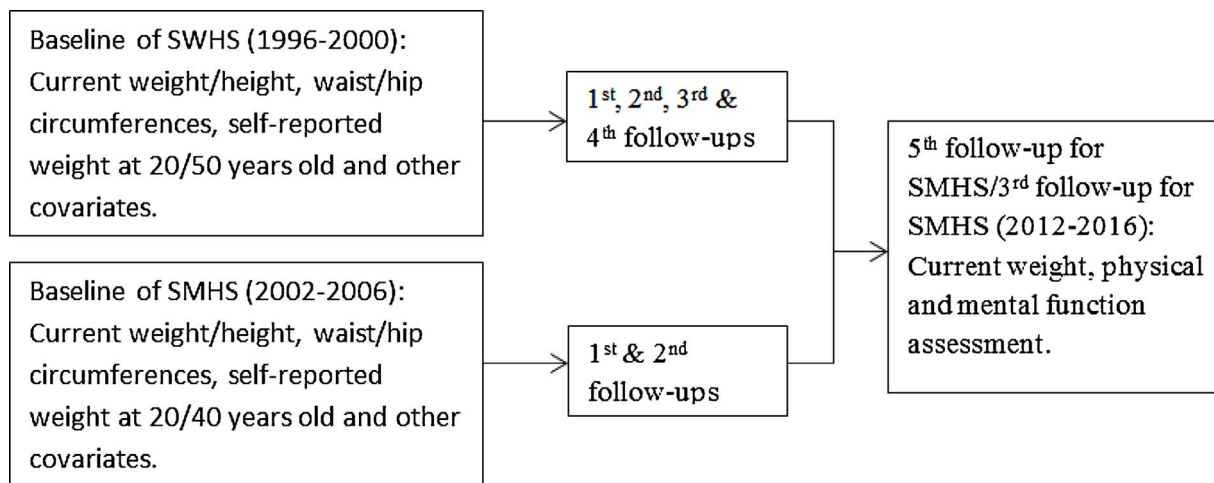 Baseline of SWHS (1996-2000):
Current weight/height, waist/hip
circumferences, self-reported
weight at 20/50 years old and other
covariates.
1st, 2nd, 3rd &
4th follow-ups
Baseline of SMHS (2002-2006):
Current weight/height, waist/hip
circumferences, self-reported
weight at 20/40 years old and other
covariates.
1st & 2nd
follow-ups
5th follow-up for
SMHS/3rd follow-up for
SMHS (2012-2016):
Current weight, physical
and mental function
assessment.